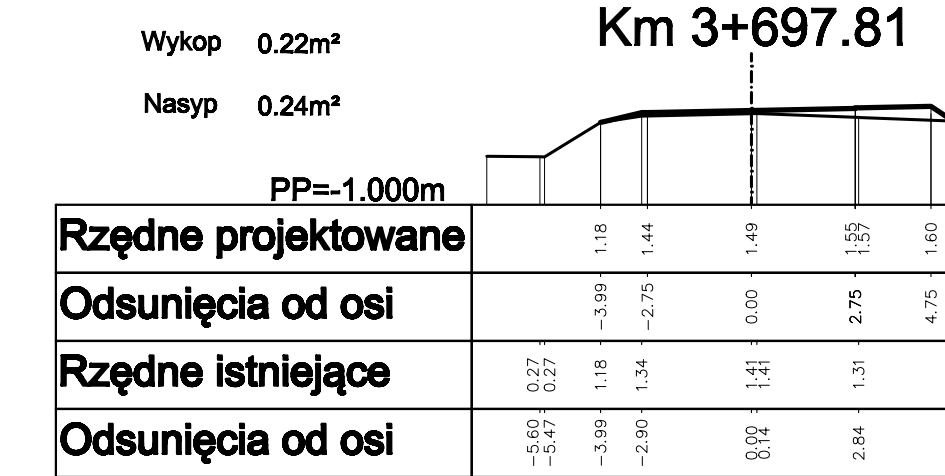 Km 3+697.81
Wykop 0.22m²
Nasyp 0.24m²
PP=-1.000m
Rzędne projektowane 1.18 1.44 1.49 1.55 1.57 1.60
Odsunięcia od osi -3.99 -2.75 0.00 2.75 4.75
Rzędne istniejące 0.27 0.27 1.18 1.34 1.41 1.41 1.31
Odsunięcia od osi -5.60 -5.47 -3.99 -2.90 0.00 0.14 2.84